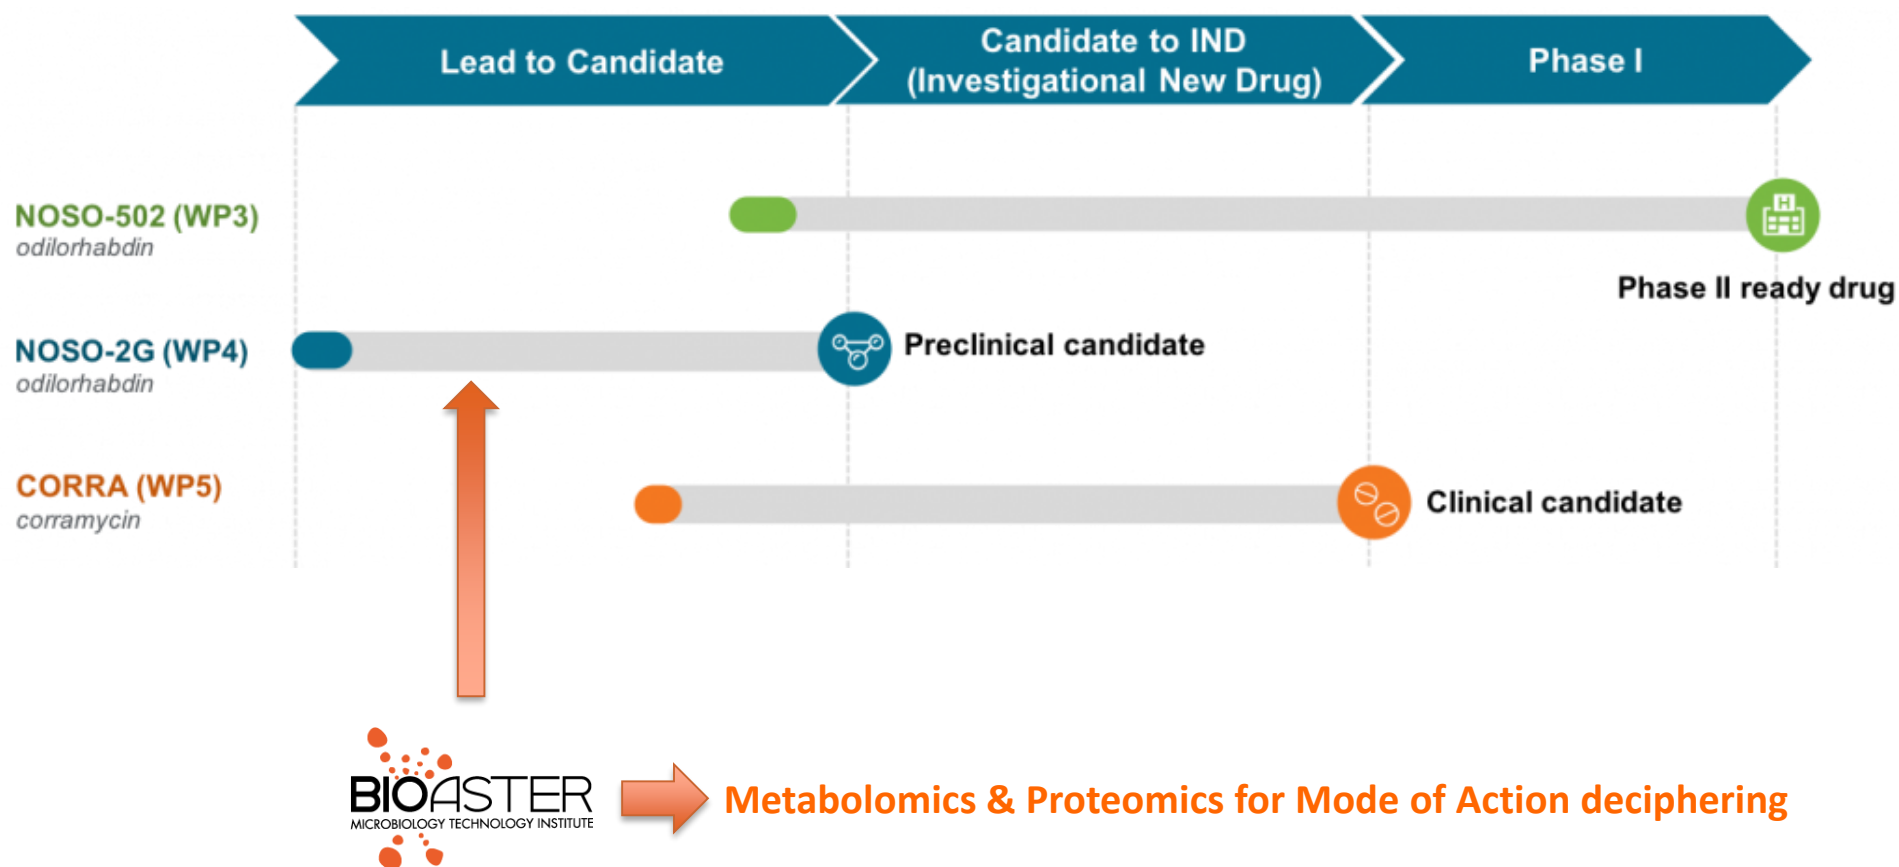 Lead to Candidate
Candidate to IND
(Investigational New Drug)
Phase I
NOSO-502 (WP3)
odilorhabdin
H
Phase II ready drug
NOSO-2G (WP4)
odilorhabdin
Preclinical candidate
CORRA (WP5)
corramycin
Clinical candidate
BIOASTER
MICROBIOLOGY TECHNOLOGY INSTITUTE
Metabolomics & Proteomics for Mode of Action deciphering